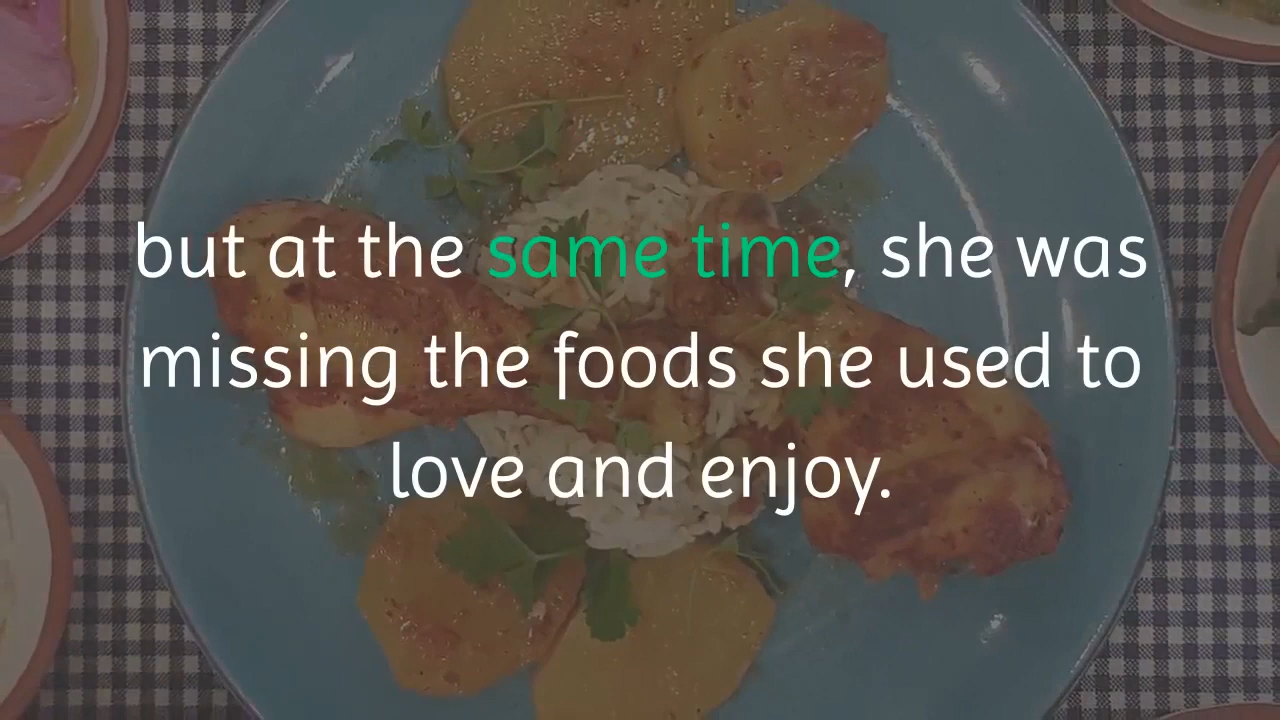 but at the same time, she was
missing the foods she used to
love and enjoy.